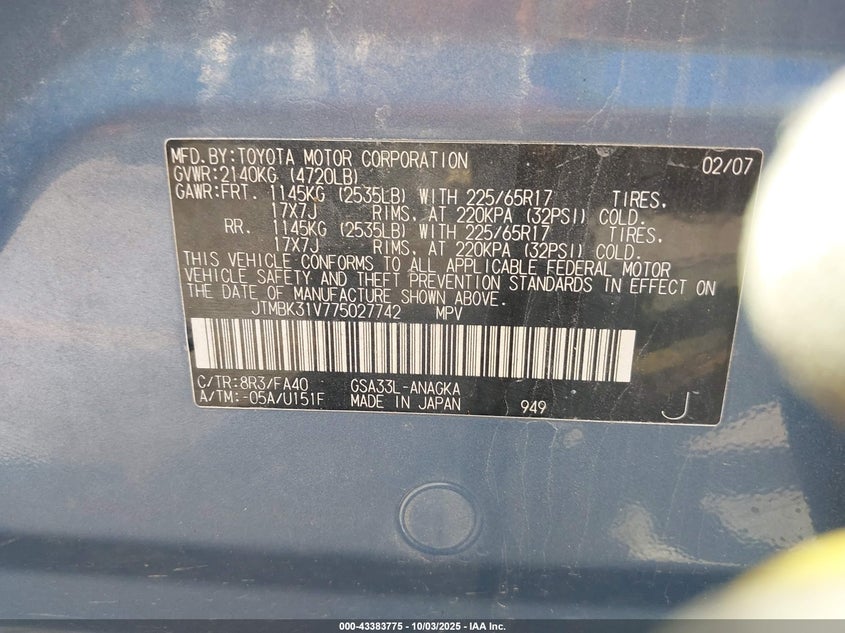 MFD.BY:TOYOTA MOTOR CORPORATION 02/07
GVWR:2140KG (4720LB)
GAWR:FRT. 1145KG (2535LB) WITH 225/65R17 TIRES,
17X7J RIMS, AT 220KPA (32PSI) COLD.
RR. 1145KG (2535LB) WITH 225/65R17 TIRES,
17X7J RIMS, AT 220KPA (32PSI) COLD.
THIS VEHICLE CONFORMS TO ALL APPLICABLE FEDERAL MOTOR
VEHICLE SAFETY AND THEFT PREVENTION STANDARDS IN EFFECT ON
THE DATE OF MANUFACTURE SHOWN ABOVE.
JTMBK31V775027742 MPV
C/TR:8R3/FA40 GSA33L-ANAGKA
A/TM:-05A/U151F MADE IN JAPAN 949 J
000-43383775 - 10/03/2025 - IAA Inc.